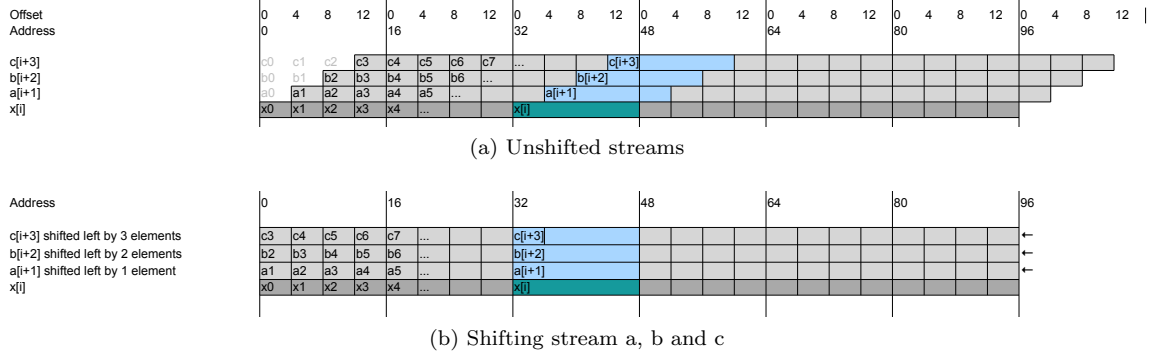 Offset 0 4 8 12 0 4 8 12 0 4 8 12 0 4 8 12 0 4 8 12 0 4 8 12 0 4 8 12
Address 0 16 32 48 64 80 96
c[i+3] c0 c1 c2 c3 c4 c5 c6 c7 ... c[i+3]
b[i+2] b0 b1 b2 b3 b4 b5 b6 ... b[i+2]
a[i+1] a0 a1 a2 a3 a4 a5 ... a[i+1]
x[i] x0 x1 x2 x3 x4 ... x[i]
(a) Unshifted streams
Address 0 16 32 48 64 80 96
c[i+3] shifted left by 3 elements c3 c4 c5 c6 c7 ... c[i+3] ←
b[i+2] shifted left by 2 elements b2 b3 b4 b5 b6 ... b[i+2] ←
a[i+1] shifted left by 1 element a1 a2 a3 a4 a5 ... a[i+1] ←
x[i] x0 x1 x2 x3 x4 ... x[i]
(b) Shifting stream a, b and c